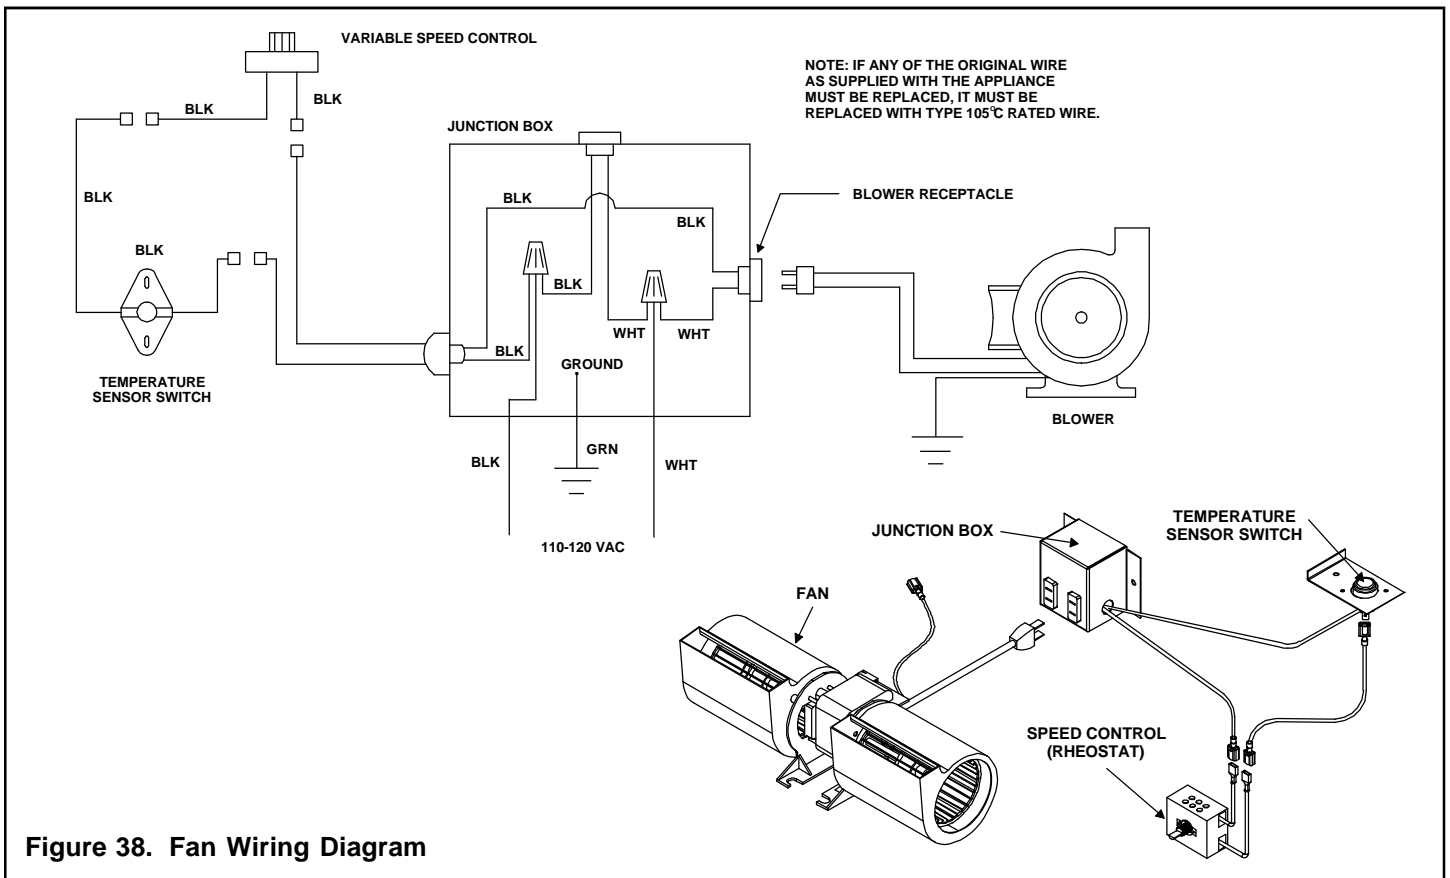 VARIABLE SPEED CONTROL
NOTE: IF ANY OF THE ORIGINAL WIRE
AS SUPPLIED WITH THE APPLIANCE
MUST BE REPLACED, IT MUST BE
REPLACED WITH TYPE 105°C RATED WIRE.
BLK
BLK
JUNCTION BOX
BLK
BLK
BLK
BLOWER RECEPTACLE
BLK
BLK
BLK
WHT
WHT
BLK
GROUND
TEMPERATURE
SENSOR SWITCH
BLOWER
GRN
BLK
WHT
110-120 VAC
JUNCTION BOX
TEMPERATURE
SENSOR SWITCH
FAN
SPEED CONTROL
(RHEOSTAT)
Figure 38. Fan Wiring Diagram